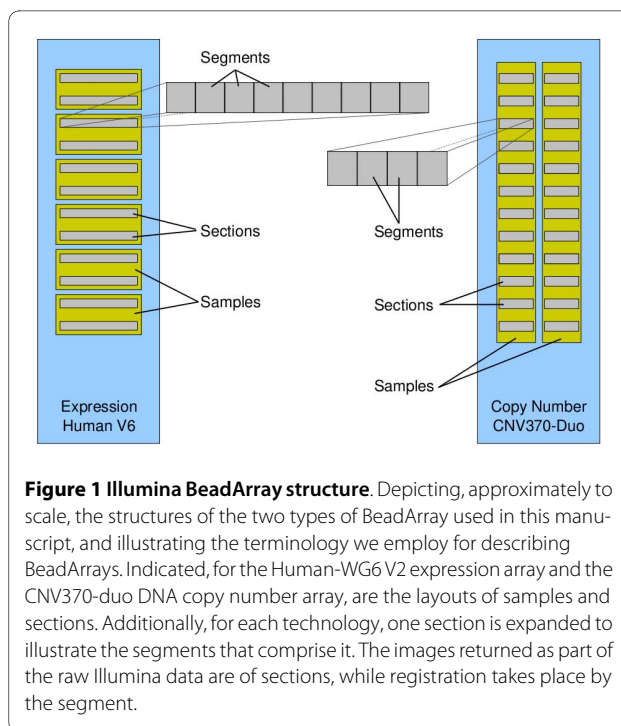 Segments
Segments
Sections
Sections
Samples
Samples
Expression
Human V6
Copy Number
CNV370-Duo
Figure 1 Illumina BeadArray structure. Depicting, approximately to
scale, the structures of the two types of BeadArray used in this manu-
script, and illustrating the terminology we employ for describing
BeadArrays. Indicated, for the Human-WG6 V2 expression array and the
CNV370-duo DNA copy number array, are the layouts of samples and
sections. Additionally, for each technology, one section is expanded to
illustrate the segments that comprise it. The images returned as part of
the raw Illumina data are of sections, while registration takes place by
the segment.